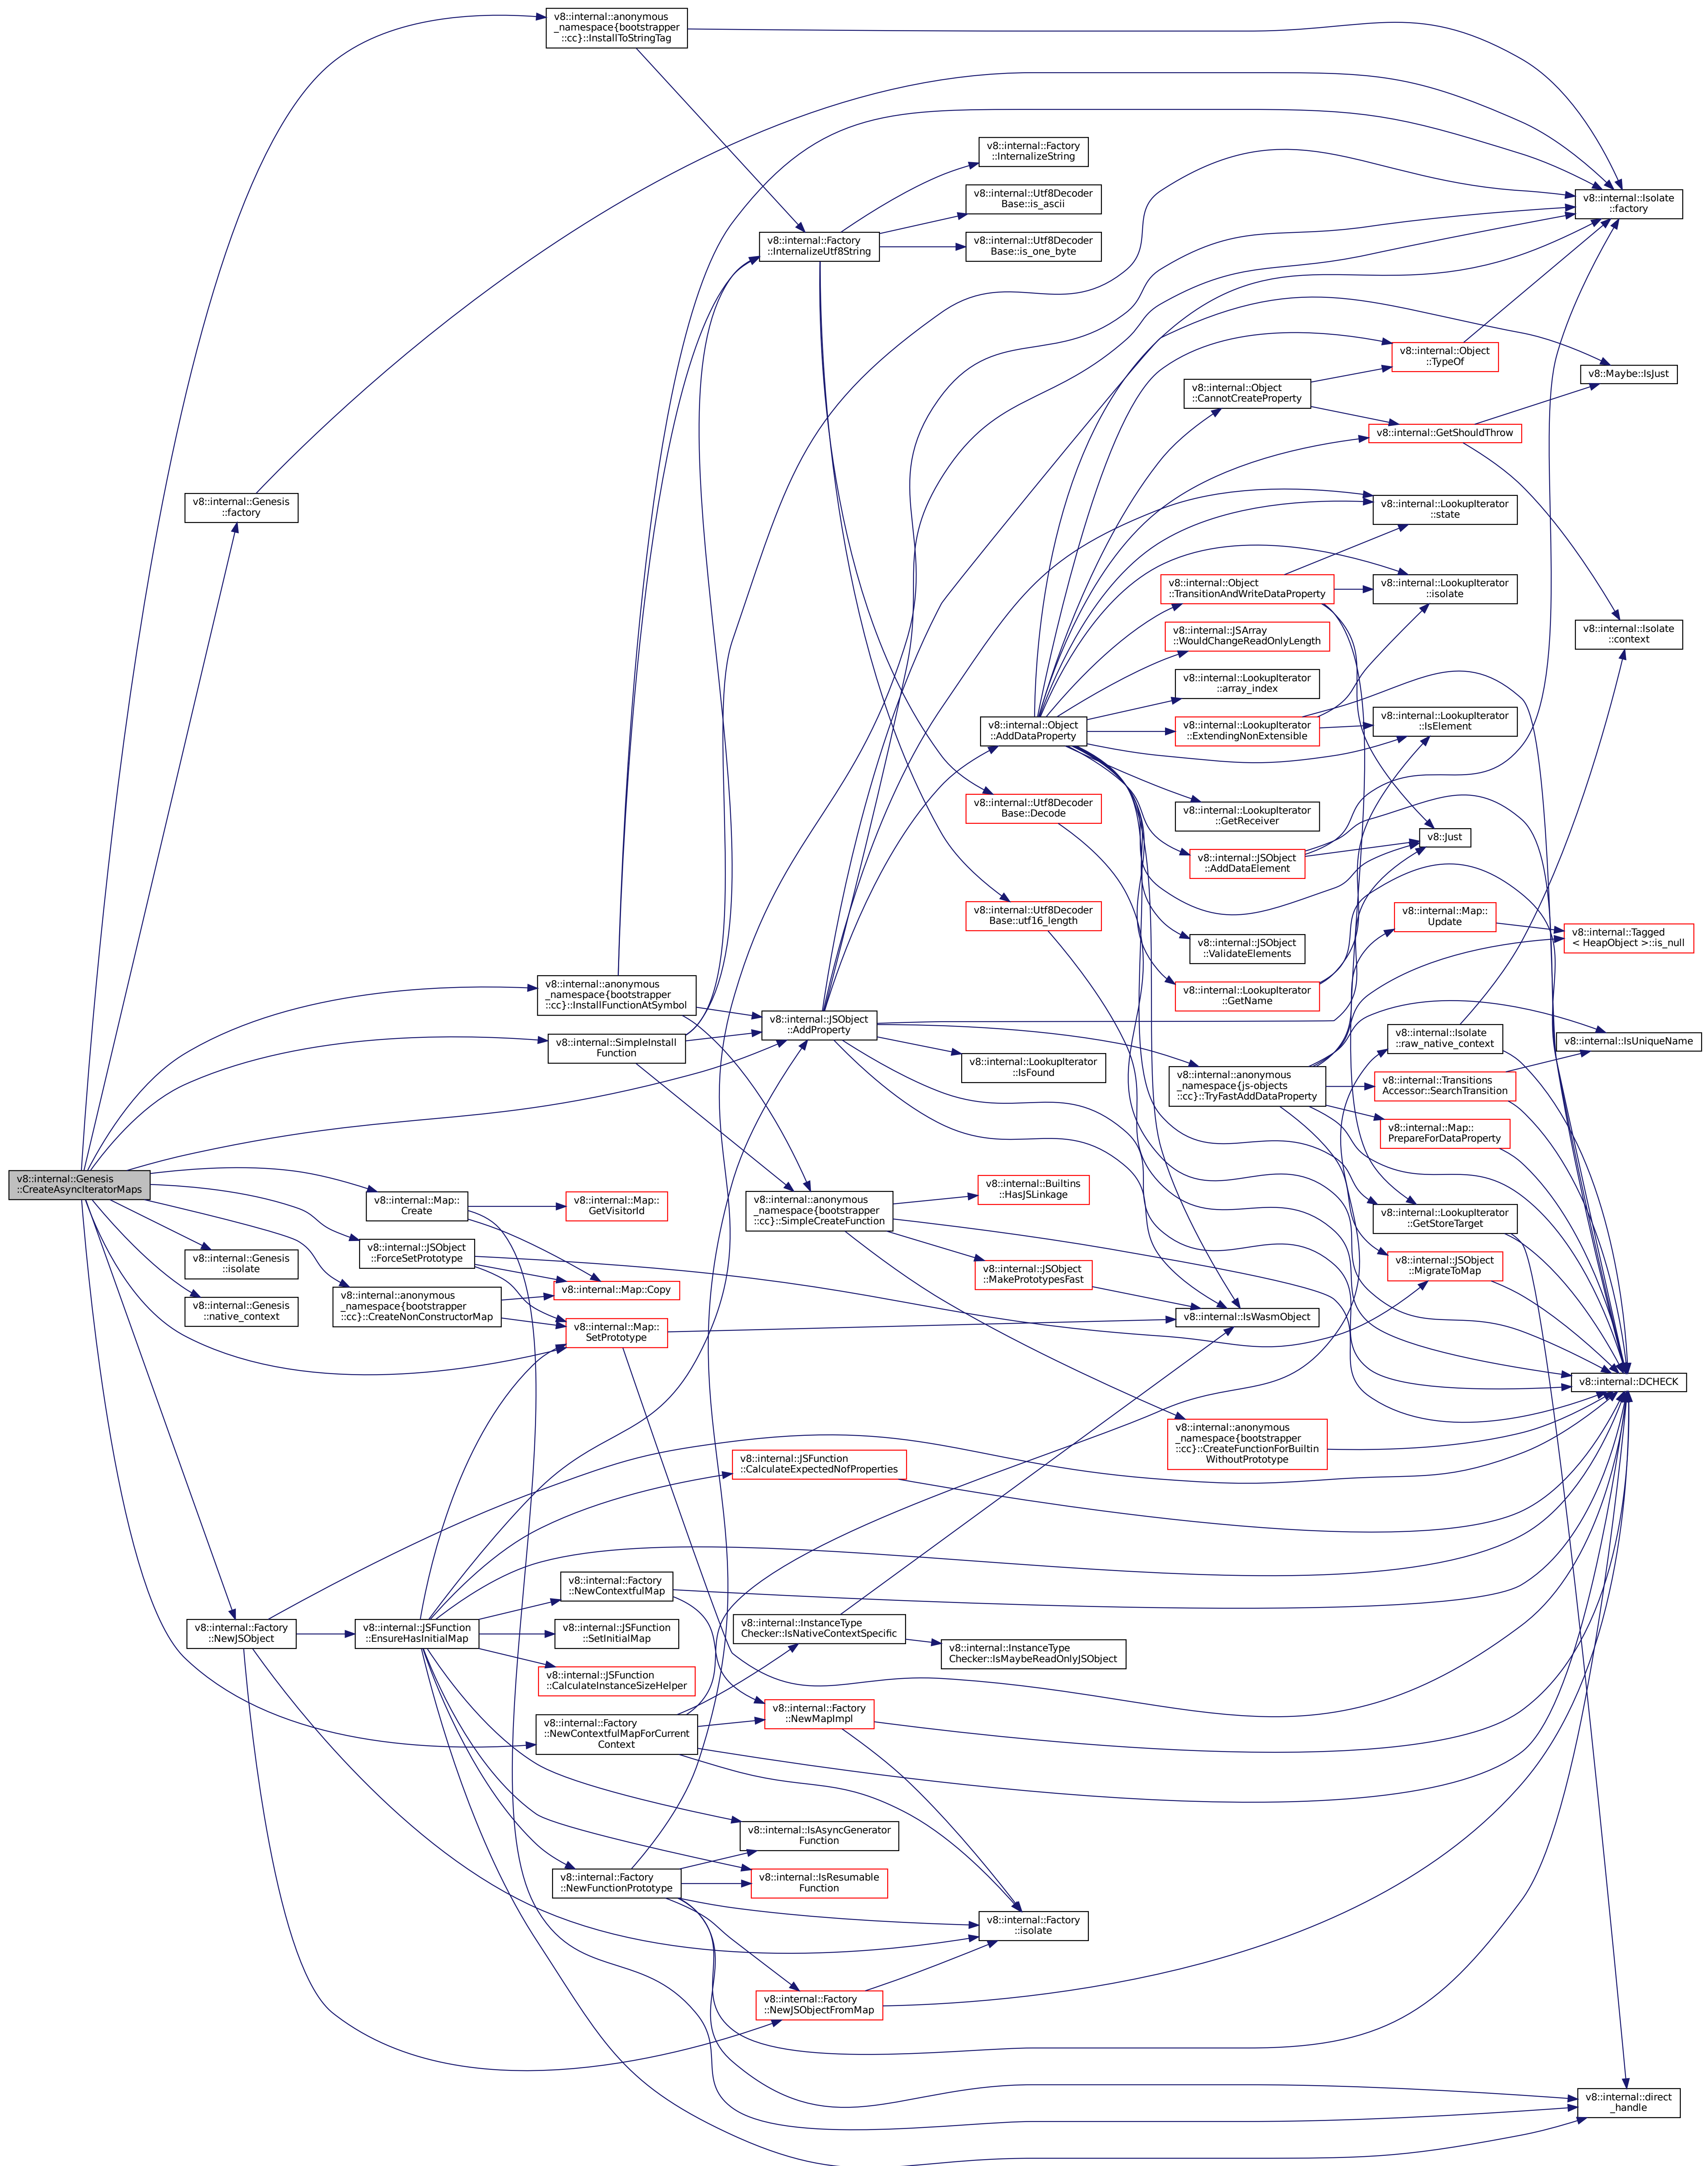 v8::internal::anonymous
_namespace{bootstrapper
::cc}::InstallToStringTag
v8::internal::Factory
::InternalizeString
v8::internal::Utf8Decoder
Base::is_ascii
v8::internal::Isolate
::factory
v8::internal::Factory
::InternalizeUtf8String
v8::internal::Utf8Decoder
Base::is_one_byte
v8::internal::Object
::TypeOf
v8::Maybe::IsJust
v8::internal::Object
::CannotCreateProperty
v8::internal::GetShouldThrow
v8::internal::Genesis
::factory
v8::internal::LookupIterator
::state
v8::internal::Object
::TransitionAndWriteDataProperty
v8::internal::LookupIterator
::isolate
v8::internal::JSArray
::WouldChangeReadOnlyLength
v8::internal::Isolate
::context
v8::internal::LookupIterator
::array_index
v8::internal::Object
::AddDataProperty
v8::internal::LookupIterator
::ExtendingNonExtensible
v8::internal::LookupIterator
::IsElement
v8::internal::Utf8Decoder
Base::Decode
v8::internal::LookupIterator
::GetReceiver
v8::Just
v8::internal::JSObject
::AddDataElement
v8::internal::Utf8Decoder
Base::utf16_length
v8::internal::Map::
Update
v8::internal::Tagged
< HeapObject >::is_null
v8::internal::JSObject
::ValidateElements
v8::internal::anonymous
_namespace{bootstrapper
::cc}::InstallFunctionAtSymbol
v8::internal::LookupIterator
::GetName
v8::internal::JSObject
::AddProperty
v8::internal::SimpleInstall
Function
v8::internal::Isolate
::raw_native_context
v8::internal::IsUniqueName
v8::internal::LookupIterator
::IsFound
v8::internal::anonymous
_namespace{js-objects
::cc}::TryFastAddDataProperty
v8::internal::Transitions
Accessor::SearchTransition
v8::internal::Map::
PrepareForDataProperty
v8::internal::Genesis
::CreateAsyncIteratorMaps
v8::internal::Map::
Create
v8::internal::Map::
GetVisitorId
v8::internal::anonymous
_namespace{bootstrapper
::cc}::SimpleCreateFunction
v8::internal::Builtins
::HasJSLinkage
v8::internal::LookupIterator
::GetStoreTarget
v8::internal::Genesis
::isolate
v8::internal::JSObject
::ForceSetPrototype
v8::internal::Map::Copy
v8::internal::JSObject
::MakePrototypesFast
v8::internal::JSObject
::MigrateToMap
v8::internal::Genesis
::native_context
v8::internal::anonymous
_namespace{bootstrapper
::cc}::CreateNonConstructorMap
v8::internal::Map::
SetPrototype
v8::internal::IsWasmObject
v8::internal::DCHECK
v8::internal::anonymous
_namespace{bootstrapper
::cc}::CreateFunctionForBuiltin
WithoutPrototype
v8::internal::JSFunction
::CalculateExpectedNofProperties
v8::internal::Factory
::NewContextfulMap
v8::internal::Factory
::NewJSObject
v8::internal::JSFunction
::EnsureHasInitialMap
v8::internal::JSFunction
::SetInitialMap
v8::internal::InstanceType
Checker::IsNativeContextSpecific
v8::internal::InstanceType
Checker::IsMaybeReadOnlyJSObject
v8::internal::JSFunction
::CalculateInstanceSizeHelper
v8::internal::Factory
::NewMapImpl
v8::internal::Factory
::NewContextfulMapForCurrent
Context
v8::internal::IsAsyncGenerator
Function
v8::internal::Factory
::NewFunctionPrototype
v8::internal::IsResumable
Function
v8::internal::Factory
::isolate
v8::internal::Factory
::NewJSObjectFromMap
v8::internal::direct
_handle